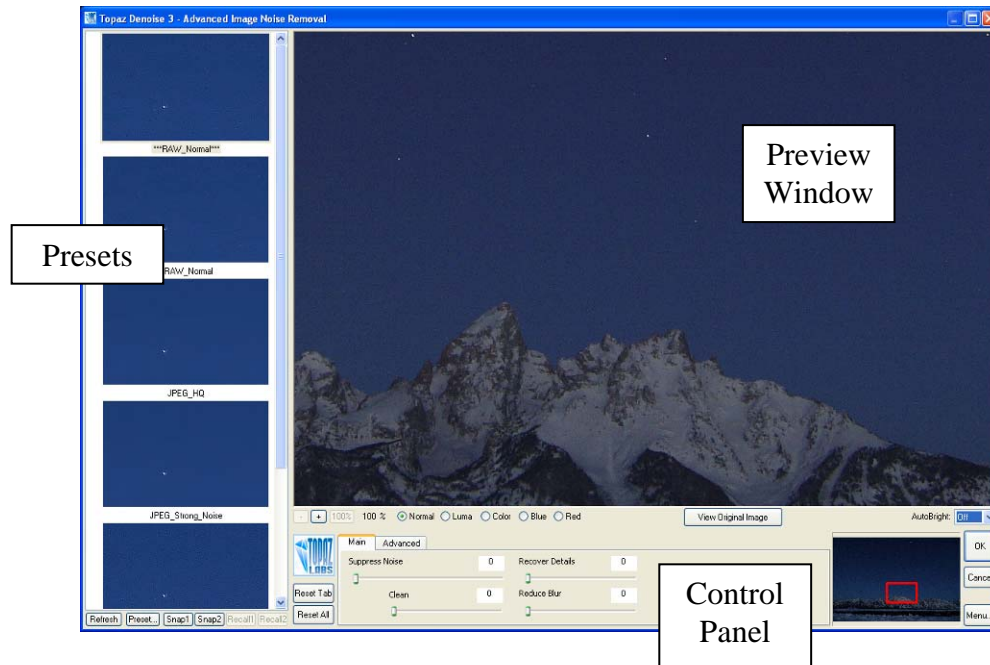 Topaz Denoise 3 - Advanced Image Noise Removal
***RAW_Normal***
RAW_Normal
JPEG_HQ
JPEG_Strong_Noise
Refresh Preset... Snap1 Snap2 Recall1 Recall2
Presets
Preview
Window
- + 100% 100 % Normal Luma Color Blue Red View Original Image AutoBright: Off
TOPAZ
LABS
Reset Tab
Reset All
Main Advanced
Suppress Noise 0 Recover Details 0
Clean 0 Reduce Blur 0
Control
Panel
OK
Cance
Menu...